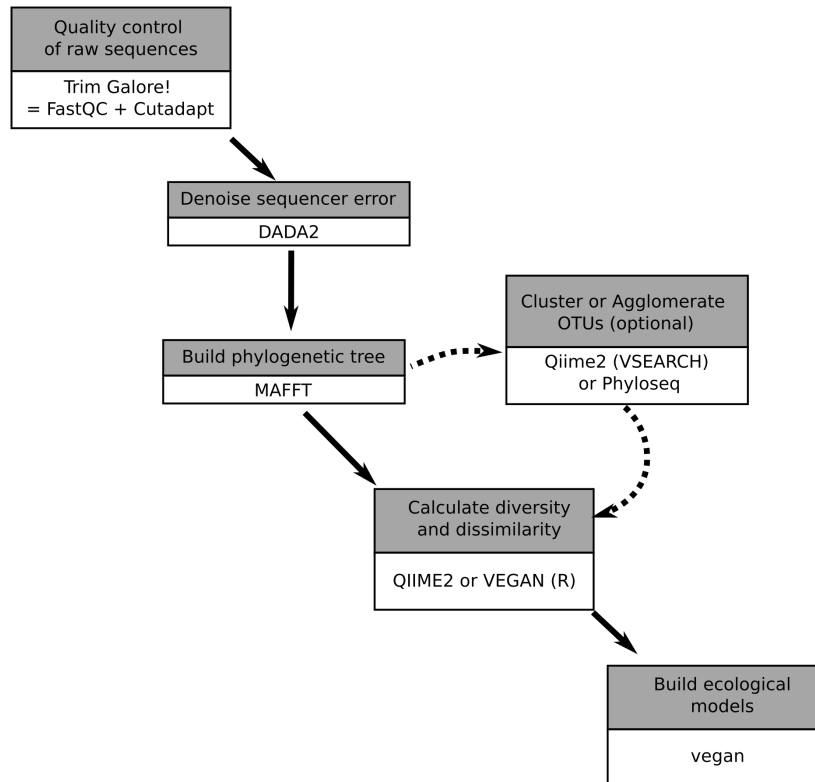 Quality control
of raw sequences
Trim Galore!
= FastQC + Cutadapt
Denoise sequencer error
DADA2
Build phylogenetic tree
MAFFT
Cluster or Agglomerate
OTUs (optional)
Qiime2 (VSEARCH)
or Phyloseq
Calculate diversity
and dissimilarity
QIIME2 or VEGAN (R)
Build ecological
models
vegan